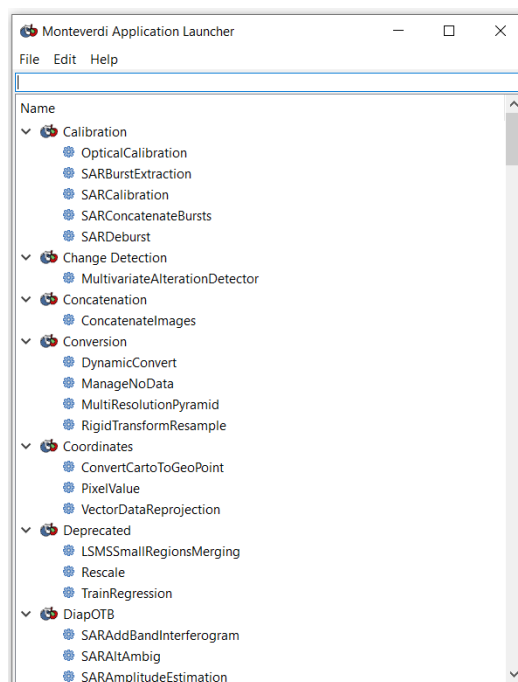 Monteverdi Application Launcher
File Edit Help
Name
Calibration
OpticalCalibration
SARBurstExtraction
SARCalibration
SARConcatenateBursts
SARDeburst
Change Detection
MultivariateAlterationDetector
Concatenation
ConcatenateImages
Conversion
DynamicConvert
ManageNoData
MultiResolutionPyramid
RigidTransformResample
Coordinates
ConvertCartoToGeoPoint
PixelValue
VectorDataReprojection
Deprecated
LSMSSmallRegionsMerging
Rescale
TrainRegression
DiapOTB
SARAddBandInterferogram
SARAltAmbig
SARAmplitudeEstimation